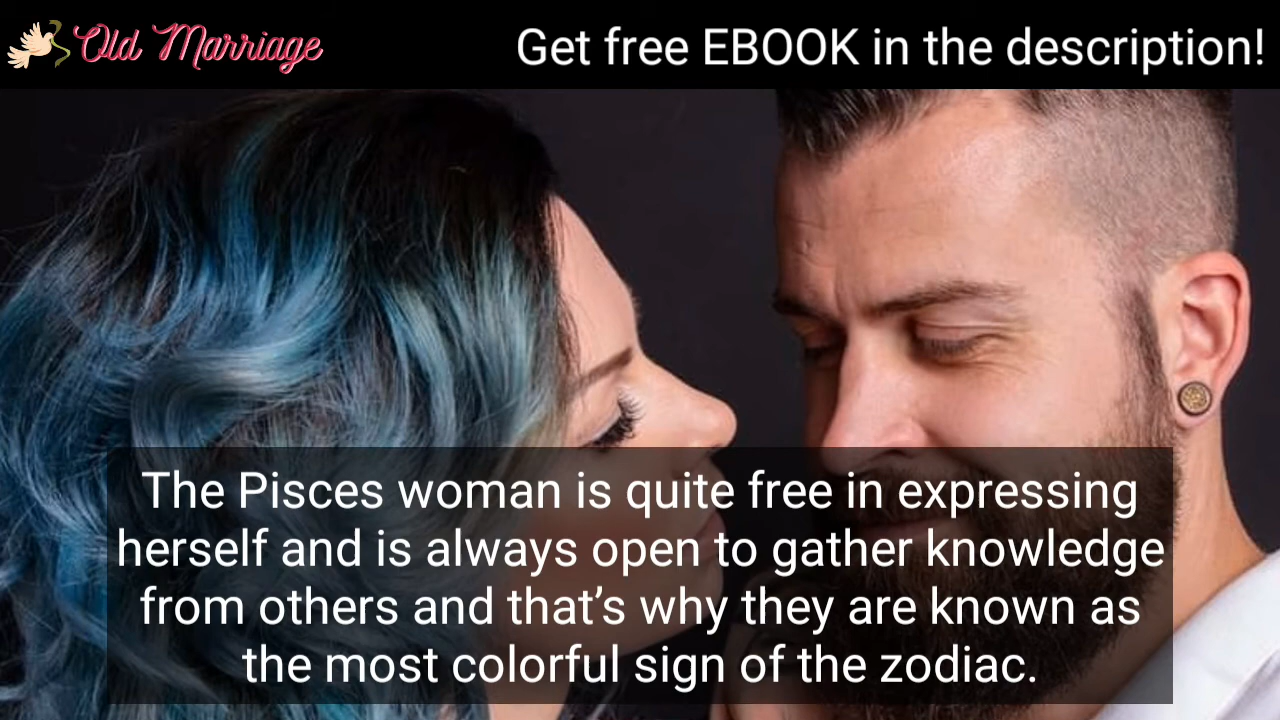 Old Marriage
Get free EBOOK in the description!
The Pisces woman is quite free in expressing
herself and is always open to gather knowledge
from others and that’s why they are known as
the most colorful sign of the zodiac.